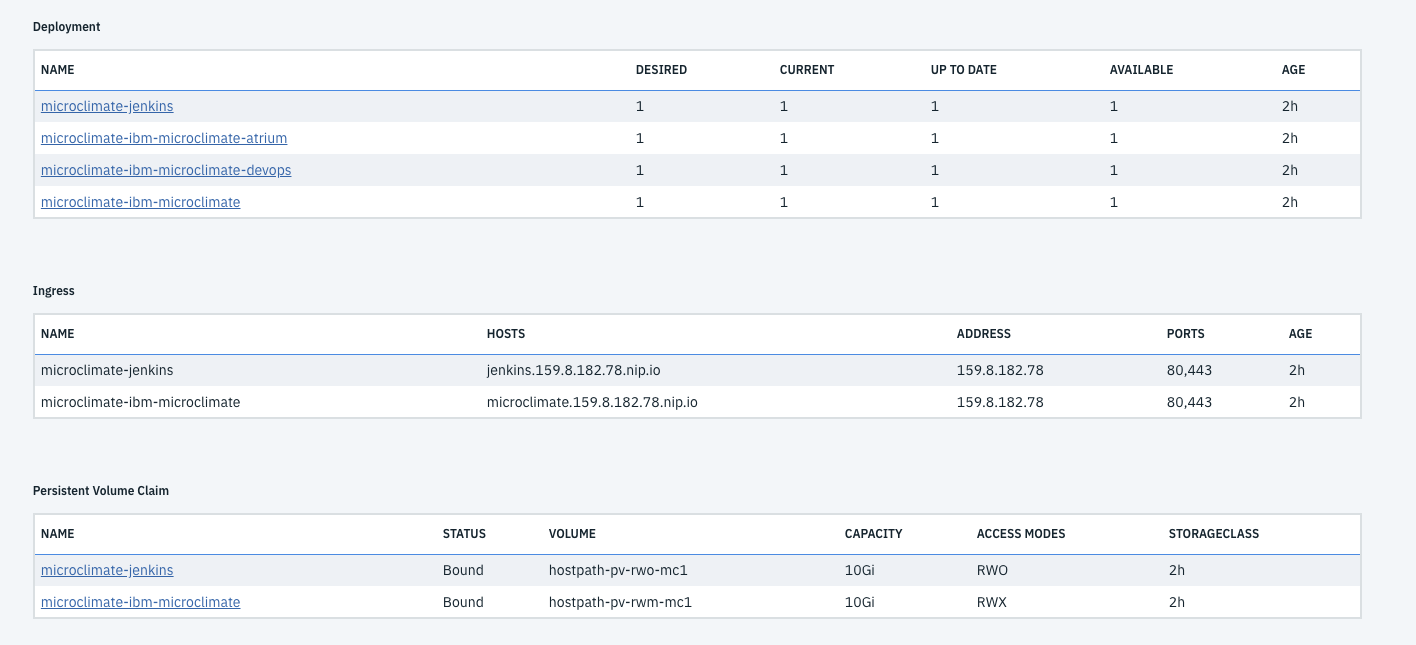 Deployment
NAME DESIRED CURRENT UP TO DATE AVAILABLE AGE
microclimate-jenkins 1 1 1 1 2h
microclimate-ibm-microclimate-atrium 1 1 1 1 2h
microclimate-ibm-microclimate-devops 1 1 1 1 2h
microclimate-ibm-microclimate 1 1 1 1 2h
Ingress
NAME HOSTS ADDRESS PORTS AGE
microclimate-jenkins jenkins.159.8.182.78.nip.io 159.8.182.78 80,443 2h
microclimate-ibm-microclimate microclimate.159.8.182.78.nip.io 159.8.182.78 80,443 2h
Persistent Volume Claim
NAME STATUS VOLUME CAPACITY ACCESS MODES STORAGECLASS
microclimate-jenkins Bound hostpath-pv-rwo-mc1 10Gi RWO 2h
microclimate-ibm-microclimate Bound hostpath-pv-rwm-mc1 10Gi RWX 2h